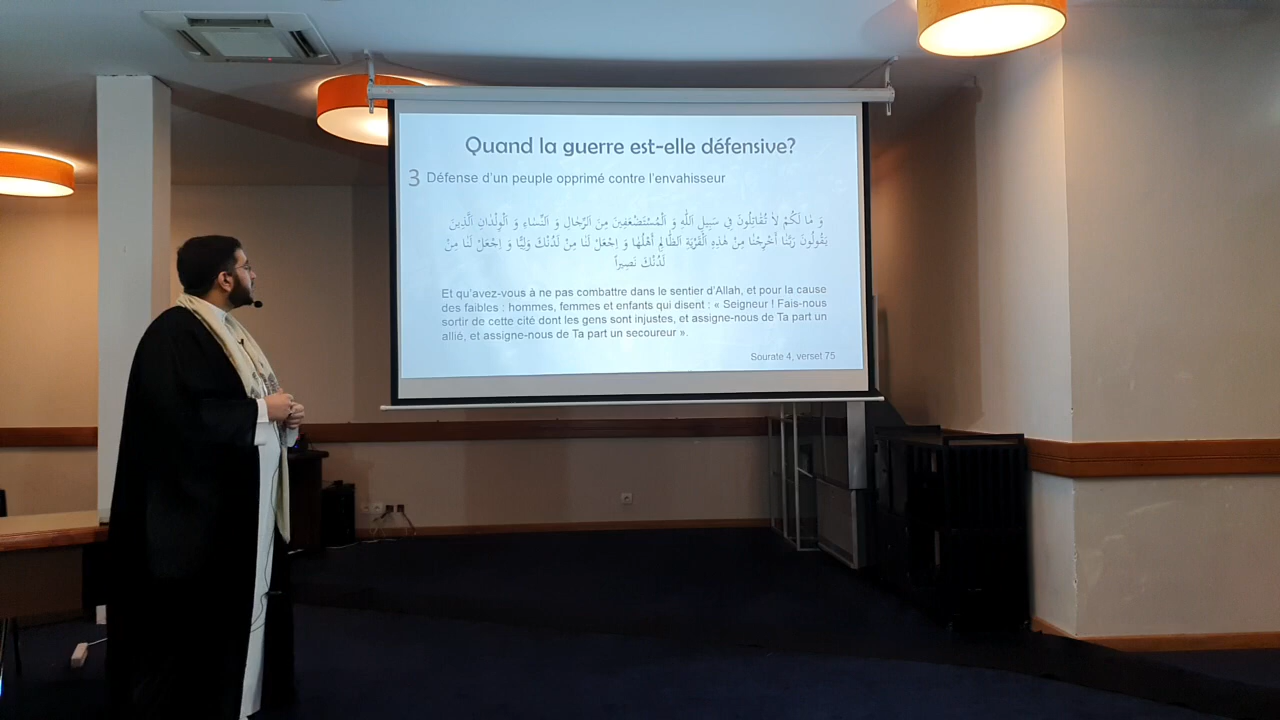 Quand la guerre est-elle défensive?
3 Défense d'un peuple opprimé contre l'envahisseur
وَ مَا لَكُمْ لاَ تُقَاتِلُونَ فِي سَبِيلِ اللَّهِ وَ الْمُسْتَضْعَفِينَ مِنَ الرِّجَالِ وَ النِّسَاءِ وَ الْوِلْدَانِ الَّذِينَ
يَقُولُونَ رَبَّنَا أَخْرِجْنَا مِنْ هٰذِهِ الْقَرْيَةِ الظَّالِمِ أَهْلُهَا وَ اجْعَلْ لَنَا مِنْ لَدُنْكَ وَلِيًّا وَ اجْعَلْ لَنَا مِنْ
لَدُنْكَ نَصِيراً
Et qu'avez-vous à ne pas combattre dans le sentier d'Allah, et pour la cause
des faibles : hommes, femmes et enfants qui disent : « Seigneur ! Fais-nous
sortir de cette cité dont les gens sont injustes, et assigne-nous de Ta part un
allié, et assigne-nous de Ta part un secoureur ».
Sourate 4, verset 75